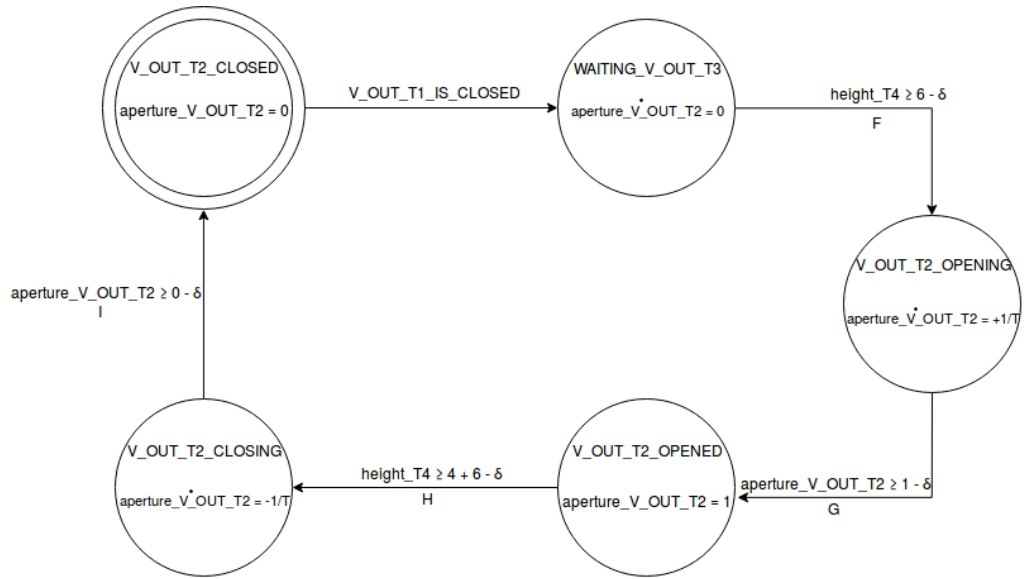 V_OUT_T2_CLOSED
aperture_V_OUT_T2 = 0
V_OUT_T1_IS_CLOSED
WAITING_V_OUT_T3
aperture_V̇_OUT_T2 = 0
height_T4 ≥ 6 - δ
F
V_OUT_T2_OPENING
aperture_V̇_OUT_T2 = +1/T
aperture_V_OUT_T2 ≥ 1 - δ
G
V_OUT_T2_OPENED
aperture_V_OUT_T2 = 1
height_T4 ≥ 4 + 6 - δ
H
V_OUT_T2_CLOSING
aperture_V̇_OUT_T2 = -1/T
aperture_V_OUT_T2 ≥ 0 - δ
I